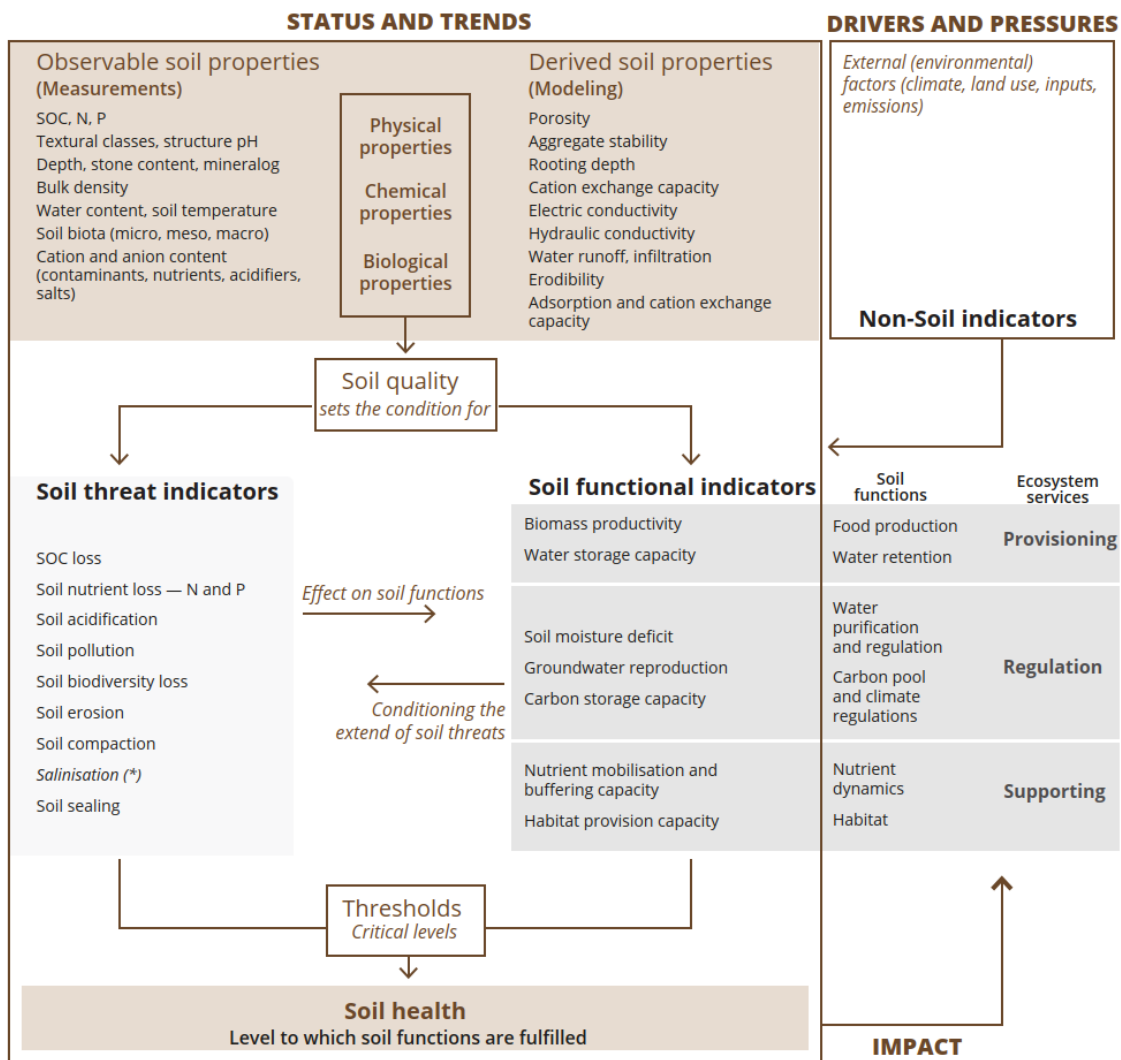 STATUS AND TRENDS
DRIVERS AND PRESSURES
Observable soil properties
(Measurements)
SOC, N, P
Textural classes, structure pH
Depth, stone content, mineralog
Bulk density
Water content, soil temperature
Soil biota (micro, meso, macro)
Cation and anion content
(contaminants, nutrients, acidifiers,
salts)
Physical
properties
Chemical
properties
Biological
properties
Derived soil properties
(Modeling)
Porosity
Aggregate stability
Rooting depth
Cation exchange capacity
Electric conductivity
Hydraulic conductivity
Water runoff, infiltration
Erodibility
Adsorption and cation exchange
capacity
External (environmental)
factors (climate, land use, inputs,
emissions)
Non-Soil indicators
Soil quality
sets the condition for
Soil threat indicators
SOC loss
Soil nutrient loss — N and P
Soil acidification
Soil pollution
Soil biodiversity loss
Soil erosion
Soil compaction
Salinisation (*)
Soil sealing
Effect on soil functions
Conditioning the
extend of soil threats
Soil functional indicators
Soil
functions
Ecosystem
services
Biomass productivity
Water storage capacity
Food production
Water retention
Provisioning
Soil moisture deficit
Groundwater reproduction
Carbon storage capacity
Water
purification
and regulation
Carbon pool
and climate
regulations
Regulation
Nutrient mobilisation and
buffering capacity
Habitat provision capacity
Nutrient
dynamics
Habitat
Supporting
Thresholds
Critical levels
Soil health
Level to which soil functions are fulfilled
IMPACT